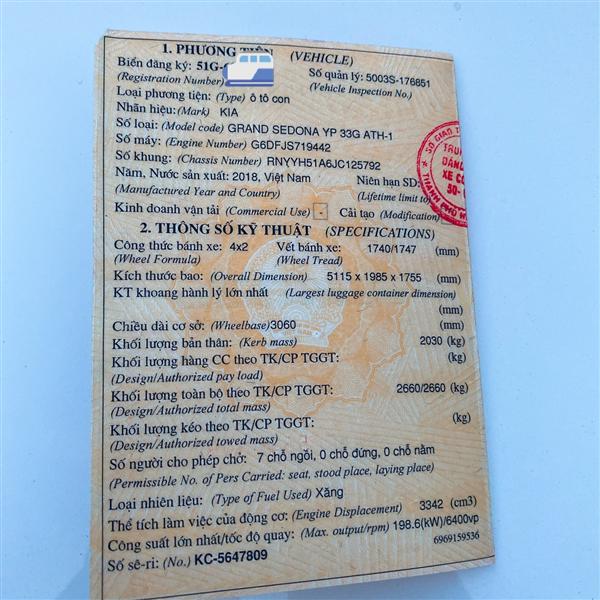 1. PHƯƠNG TIỆN (VEHICLE)
Biển đăng ký: 51G- Số quản lý: 5003S-176851
(Registration Number) (Vehicle Inspection No.)
Loại phương tiện: (Type) ô tô con
Nhãn hiệu: (Mark) KIA
Số loại: (Model code) GRAND SEDONA YP 33G ATH-1
Số máy: (Engine Number) G6DFJS719442
Số khung: (Chassis Number) RNYYH51A6JC125792
Năm, Nước sản xuất: 2018, Việt Nam Niên hạn SD:
(Manufactured Year and Country) (Lifetime limit to)
Kinh doanh vận tải (Commercial Use) - Cải tạo (Modification)
SỞ GIAO
TRUN
ĐĂNG
XE CƠ
50-
THÀNH PHỐ
2. THÔNG SỐ KỸ THUẬT (SPECIFICATIONS)
Công thức bánh xe: 4x2 Vết bánh xe: 1740/1747 (mm)
(Wheel Formula) (Wheel Tread)
Kích thước bao: (Overall Dimension) 5115 x 1985 x 1755 (mm)
KT khoang hành lý lớn nhất (Largest luggage container dimension)
(mm)
Chiều dài cơ sở: (Wheelbase)3060 (mm)
Khối lượng bản thân: (Kerb mass) 2030 (kg)
Khối lượng hàng CC theo TK/CP TGGT: (kg)
(Design/Authorized pay load)
Khối lượng toàn bộ theo TK/CP TGGT: 2660/2660 (kg)
(Design/Authorized total mass)
Khối lượng kéo theo TK/CP TGGT: (kg)
(Design/Authorized towed mass)
Số người cho phép chở: 7 chỗ ngồi, 0 chỗ đứng, 0 chỗ nằm
(Permissible No. of Pers Carried: seat, stood place, laying place)
Loại nhiên liệu: (Type of Fuel Used) Xăng
Thể tích làm việc của động cơ: (Engine Displacement) 3342 (cm3)
Công suất lớn nhất/tốc độ quay: (Max. output/rpm) 198.6(kW)/6400vp
Số sê-ri: (No.) KC-5647809 6969159536